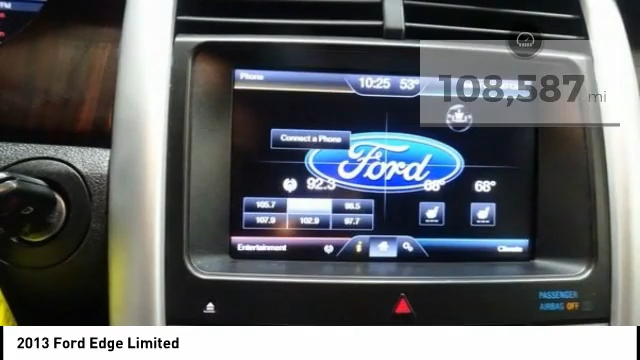 Phone
10:25 53°
108,587 mi
Connect a Phone
Ford
92.3
66° 68°
105.7 98.5
107.9 102.9 97.7
Entertainment
Climate
PASSENGER
AIRBAG OFF
2013 Ford Edge Limited